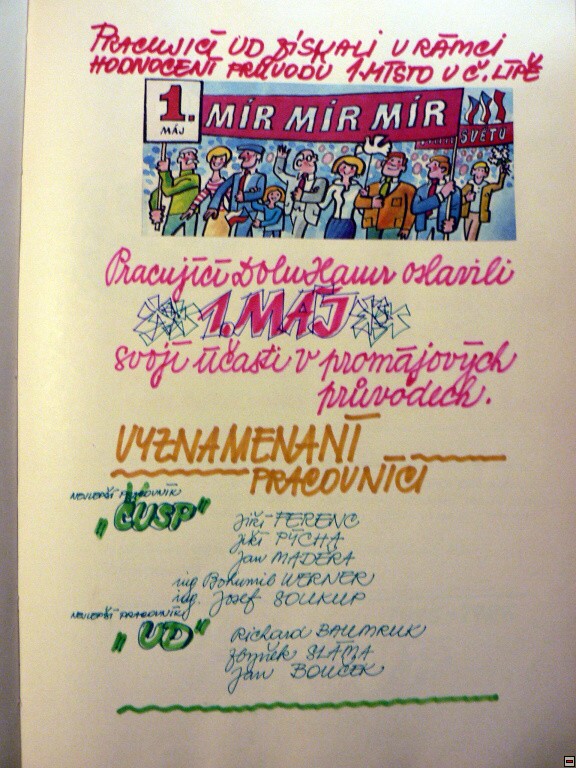 PRACUJÍCÍ UD ZÍSKALI V RÁMCI
HODNOCENÍ PRŮVODŮ 1. MÍSTO V Č. LÍPĚ
1.
MÁJ
MÍR MÍR MÍR
SVĚTU
Pracující Dolu Hamr oslavili
1. MÁJ
svojí účastí v promájových
průvodech.
VYZNAMENANÍ
PRACOVNÍCI
NEJLEPŠÍ PRACOVNÍK
„ČUSP"
Jiří FERENC
Jiří PÝCHA
Jan MADĚRA
ing Bohumil WERNER
ing. Josef SOUKUP
NEJLEPŠÍ PRACOVNÍK
„UD"
Richard BAUMRUK
Zbyněk SLÁMA
Jan BOUČEK